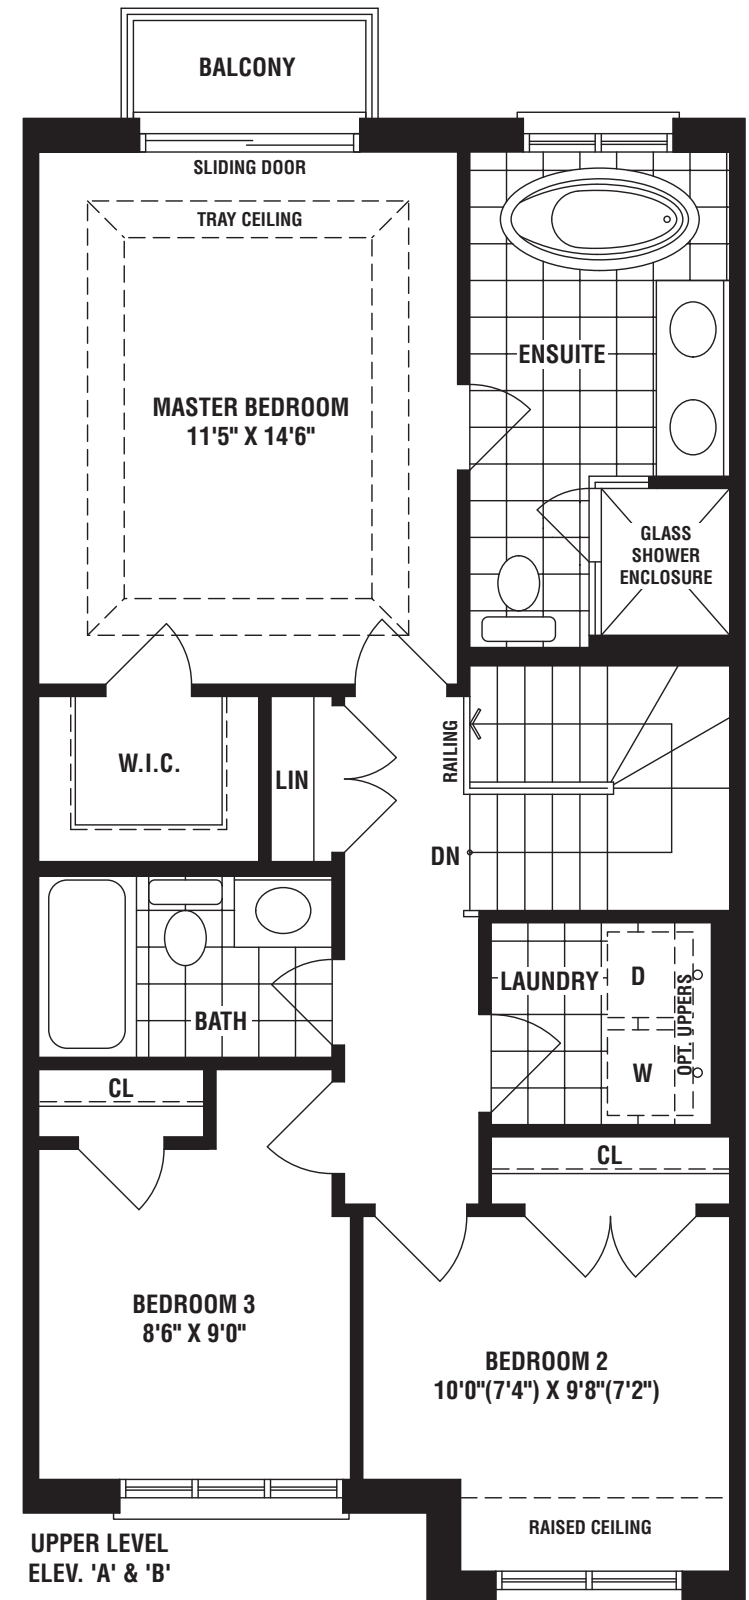 BALCONY
SLIDING DOOR
TRAY CEILING
MASTER BEDROOM
11'5" X 14'6"
ENSUITE
GLASS
SHOWER
ENCLOSURE
W.I.C.
LIN
RAILING
DN
BATH
LAUNDRY
D
W
OPT. UPPERS
CL
CL
BEDROOM 3
8'6" X 9'0"
BEDROOM 2
10'0"(7'4") X 9'8"(7'2")
RAISED CEILING
UPPER LEVEL
ELEV. 'A' & 'B'